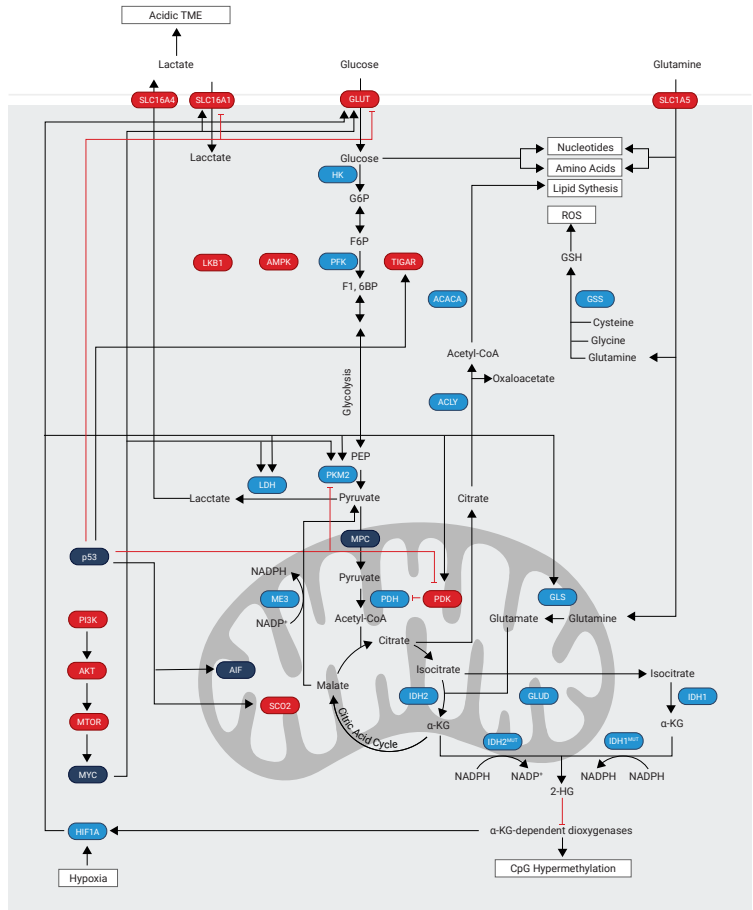 Acidic TME
Lactate
Glucose
Glutamine
SLC16A4
SLC16A1
GLUT
SLC1A5
Lacctate
Glucose
Nucleotides
Amino Acids
Lipid Sythesis
HK
G6P
ROS
F6P
GSH
LKB1
AMPK
PFK
TIGAR
F1, 6BP
ACACA
GSS
Cysteine
Glycine
Glutamine
Acetyl-CoA
Oxaloacetate
Glycolysis
ACLY
PEP
PKM2
LDH
Lacctate
Pyruvate
Citrate
MPC
p53
NADPH
Pyruvate
ME3
PDH
PDK
GLS
NADP+
Acetyl-CoA
Glutamate
Glutamine
PI3K
Citrate
AKT
AIF
Isocitrate
Isocitrate
Malate
IDH2
GLUD
IDH1
SCO2
MTOR
α-KG
α-KG
Citric Acid Cycle
IDH2MUT
IDH1MUT
MYC
NADPH
NADP+
NADPH
NADPH
2-HG
HIF1A
α-KG-dependent dioxygenases
Hypoxia
CpG Hypermethylation